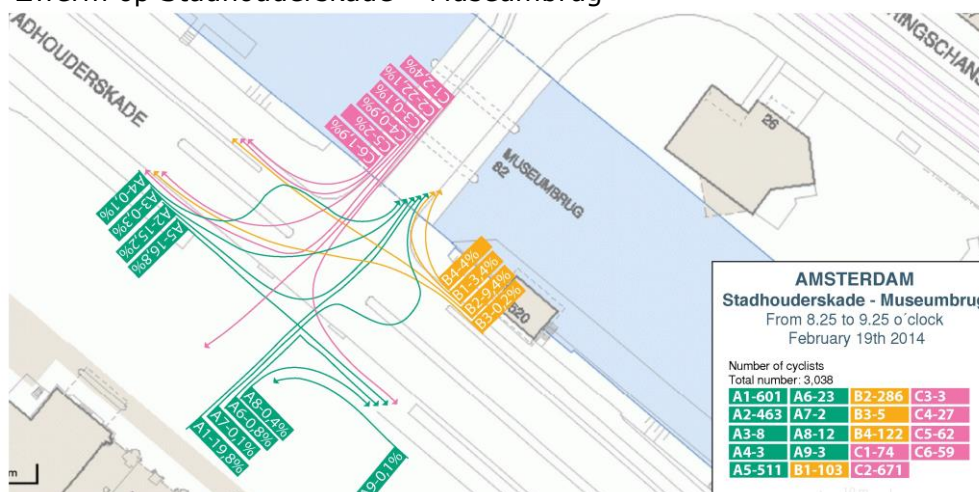 Zwerm op Stadhouderskade - Museumbrug
ADHOUDERSKADE
C1-2,4%
C2-22,1%
C3-0,1%
C4-0,9%
C5-2%
C6-1,9%
MUSEUMBRUG
82
26
A4-0,1%
A3-0,3%
A2-15,2%
A5-16,8%
B4-4%
B1-3,4%
B2-9,4%
B3-0,2%
520
A8-0,4%
A6-0,8%
A7-0,1%
A1-19,8%
9-0,1%
m
AMSTERDAM
Stadhouderskade - Museumbrug
From 8.25 to 9.25 o´clock
February 19th 2014
Number of cyclists
Total number: 3,038
A1-601 A6-23 B2-286 C3-3
A2-463 A7-2 B3-5 C4-27
A3-8 A8-12 B4-122 C5-62
A4-3 A9-3 C1-74 C6-59
A5-511 B1-103 C2-671